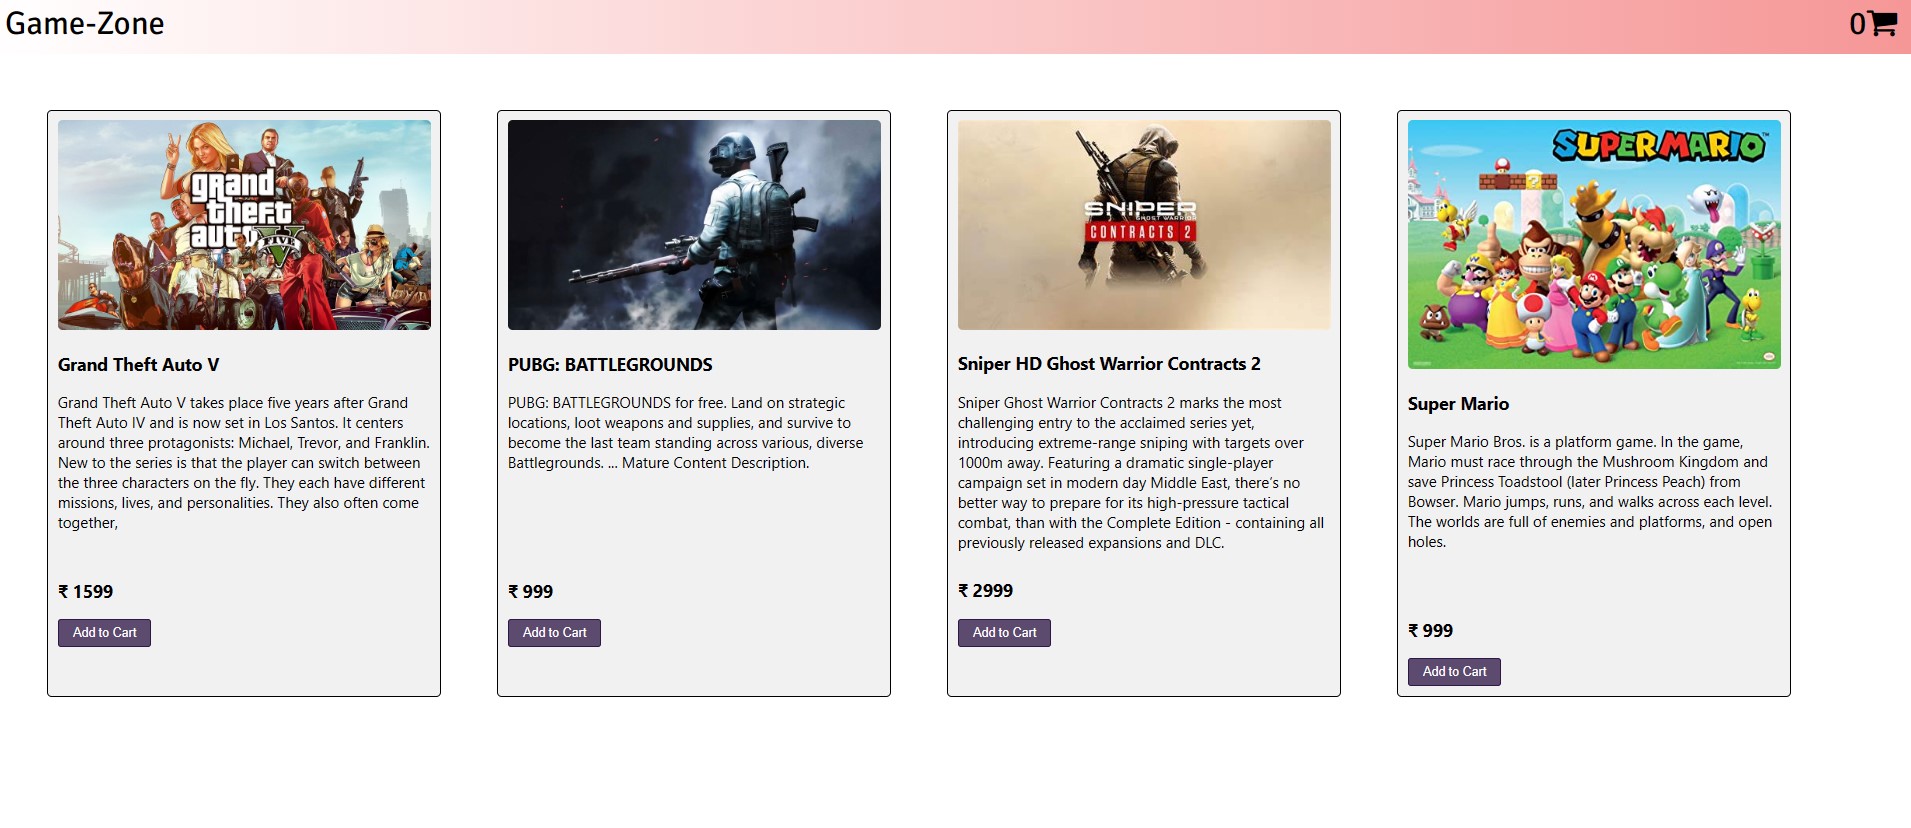 Game-Zone
0
grand
theft
auto
FIVE
Grand Theft Auto V
Grand Theft Auto V takes place five years after Grand
Theft Auto IV and is now set in Los Santos. It centers
around three protagonists: Michael, Trevor, and Franklin.
New to the series is that the player can switch between
the three characters on the fly. They each have different
missions, lives, and personalities. They also often come
together,
₹ 1599
Add to Cart
PUBG: BATTLEGROUNDS
PUBG: BATTLEGROUNDS for free. Land on strategic
locations, loot weapons and supplies, and survive to
become the last team standing across various, diverse
Battlegrounds. ... Mature Content Description.
₹ 999
Add to Cart
SNIPER
GHOST WARRIOR
CONTRACTS 2
Sniper HD Ghost Warrior Contracts 2
Sniper Ghost Warrior Contracts 2 marks the most
challenging entry to the acclaimed series yet,
introducing extreme-range sniping with targets over
1000m away. Featuring a dramatic single-player
campaign set in modern day Middle East, there’s no
better way to prepare for its high-pressure tactical
combat, than with the Complete Edition - containing all
previously released expansions and DLC.
₹ 2999
Add to Cart
SUPER MARIO™
Super Mario
Super Mario Bros. is a platform game. In the game,
Mario must race through the Mushroom Kingdom and
save Princess Toadstool (later Princess Peach) from
Bowser. Mario jumps, runs, and walks across each level.
The worlds are full of enemies and platforms, and open
holes.
₹ 999
Add to Cart